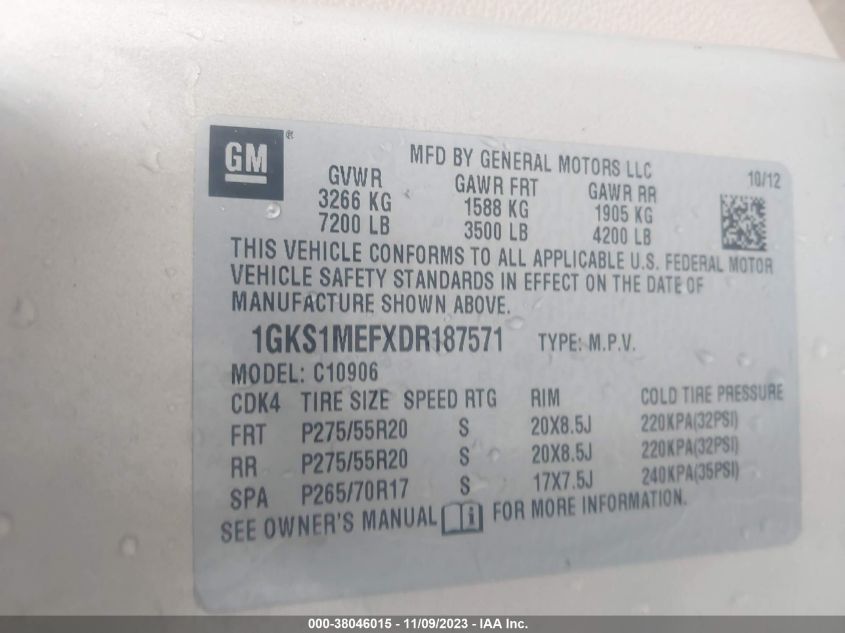 GM®
MFD BY GENERAL MOTORS LLC
10/12
GVWR GAWR FRT GAWR RR
3266 KG 1588 KG 1905 KG
7200 LB 3500 LB 4200 LB
THIS VEHICLE CONFORMS TO ALL APPLICABLE U.S. FEDERAL MOTOR
VEHICLE SAFETY STANDARDS IN EFFECT ON THE DATE OF
MANUFACTURE SHOWN ABOVE.
1GKS1MEFXDR187571 TYPE: M.P.V.
MODEL: C10906
CDK4 TIRE SIZE SPEED RTG RIM COLD TIRE PRESSURE
FRT P275/55R20 S 20X8.5J 220KPA(32PSI)
RR P275/55R20 S 20X8.5J 220KPA(32PSI)
SPA P265/70R17 S 17X7.5J 240KPA(35PSI)
SEE OWNER'S MANUAL i FOR MORE INFORMATION.
000-38046015 - 11/09/2023 - IAA Inc.